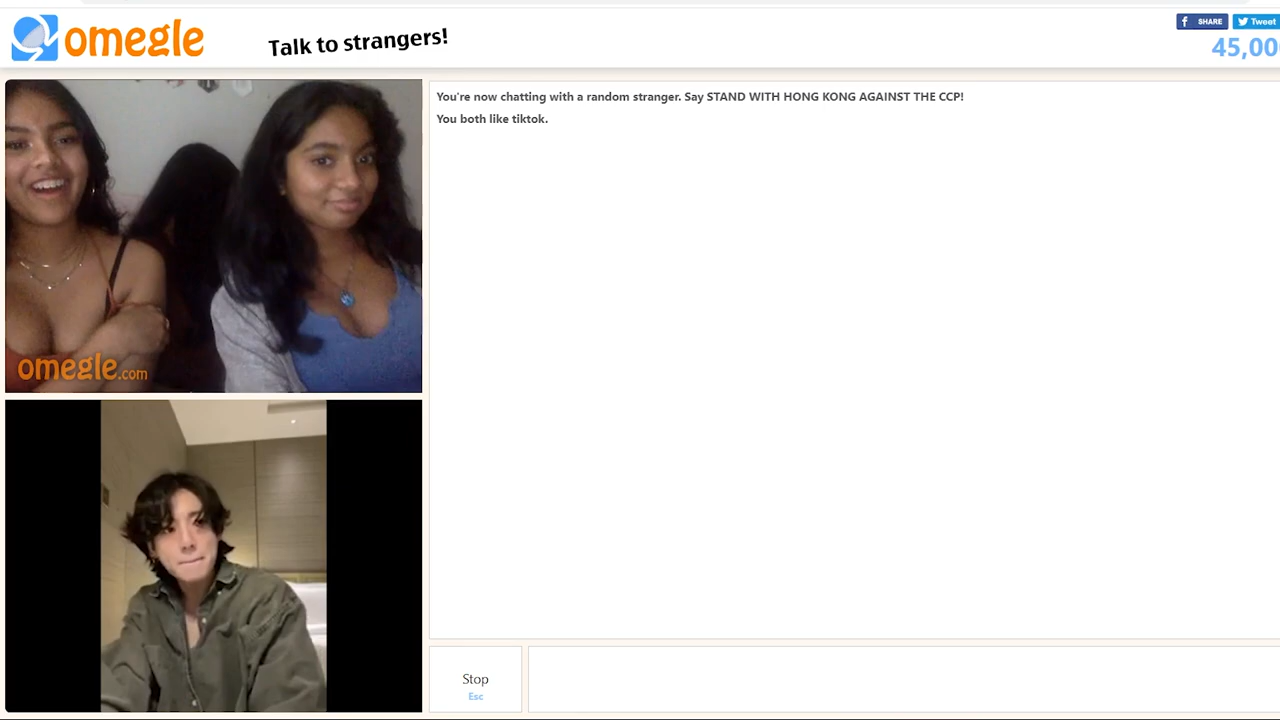 omegle
Talk to strangers!
SHARE
Tweet
45,00
You're now chatting with a random stranger. Say STAND WITH HONG KONG AGAINST THE CCP!
You both like tiktok.
omegle.com
Stop
Esc